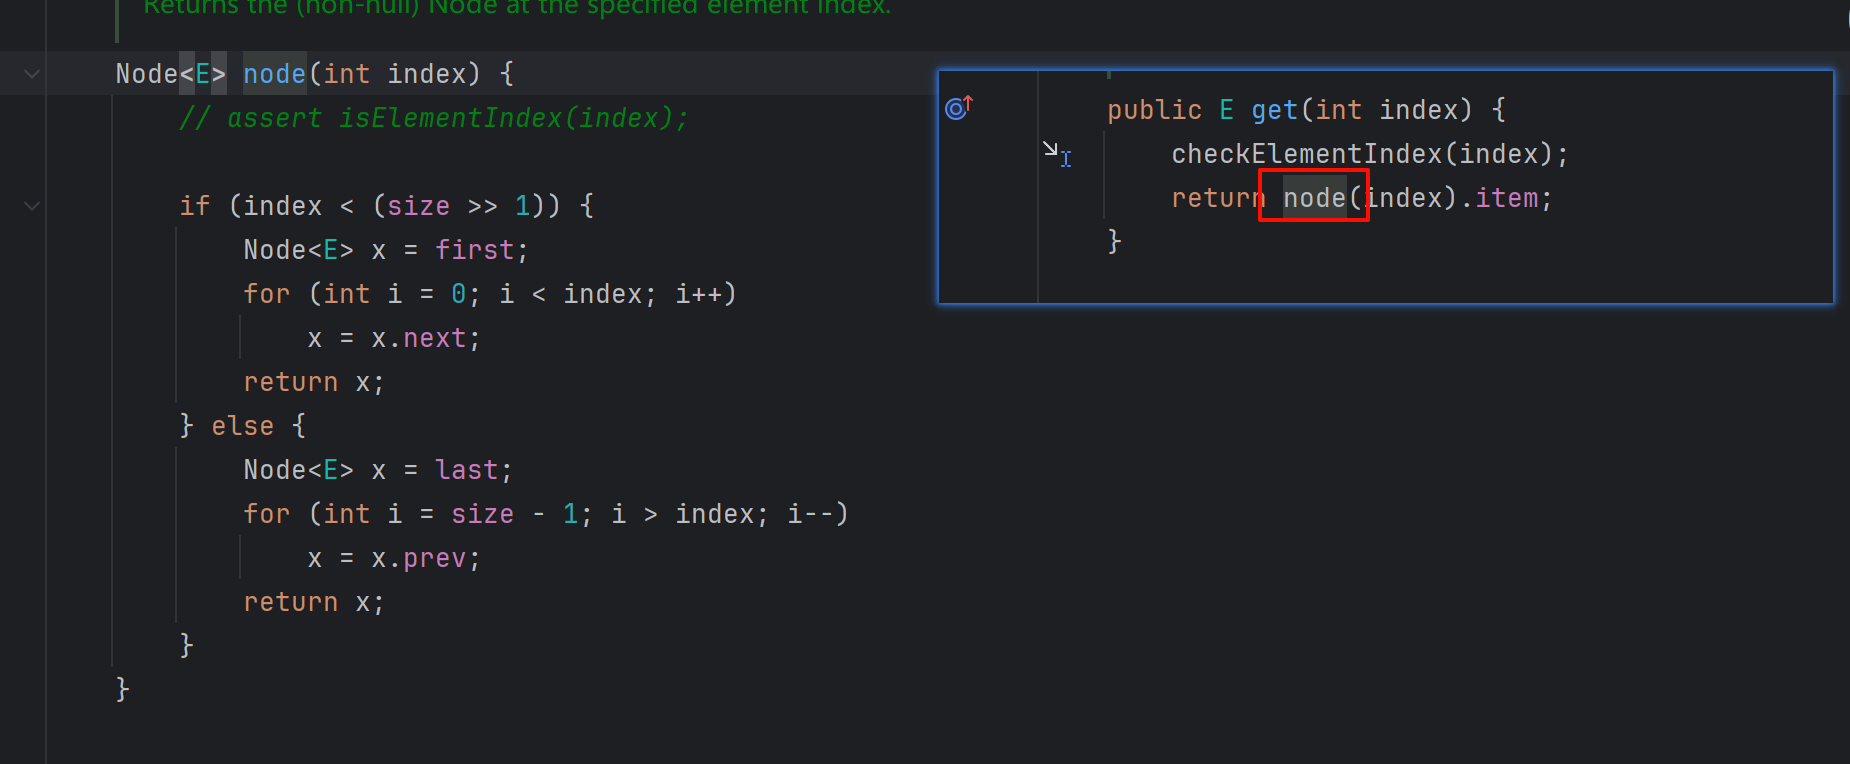 Returns the (non-null) Node at the specified element index.
Node<E> node(int index) {
// assert isElementIndex(index);
if (index < (size >> 1)) {
Node<E> x = first;
for (int i = 0; i < index; i++)
x = x.next;
return x;
} else {
Node<E> x = last;
for (int i = size - 1; i > index; i--)
x = x.prev;
return x;
}
}
public E get(int index) {
checkElementIndex(index);
return node(index).item;
}